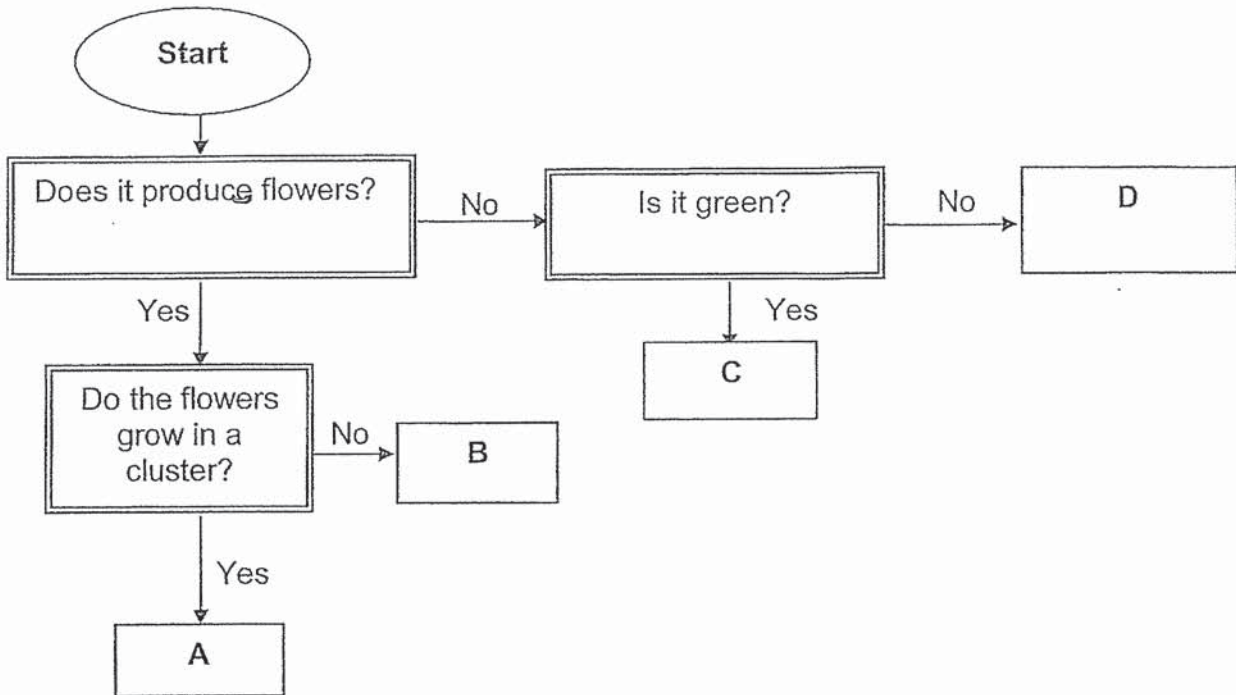 Start
Does it produce flowers?
No
Is it green?
No
D
Yes
Yes
C
Do the flowers
grow in a
cluster?
No
B
Yes
A